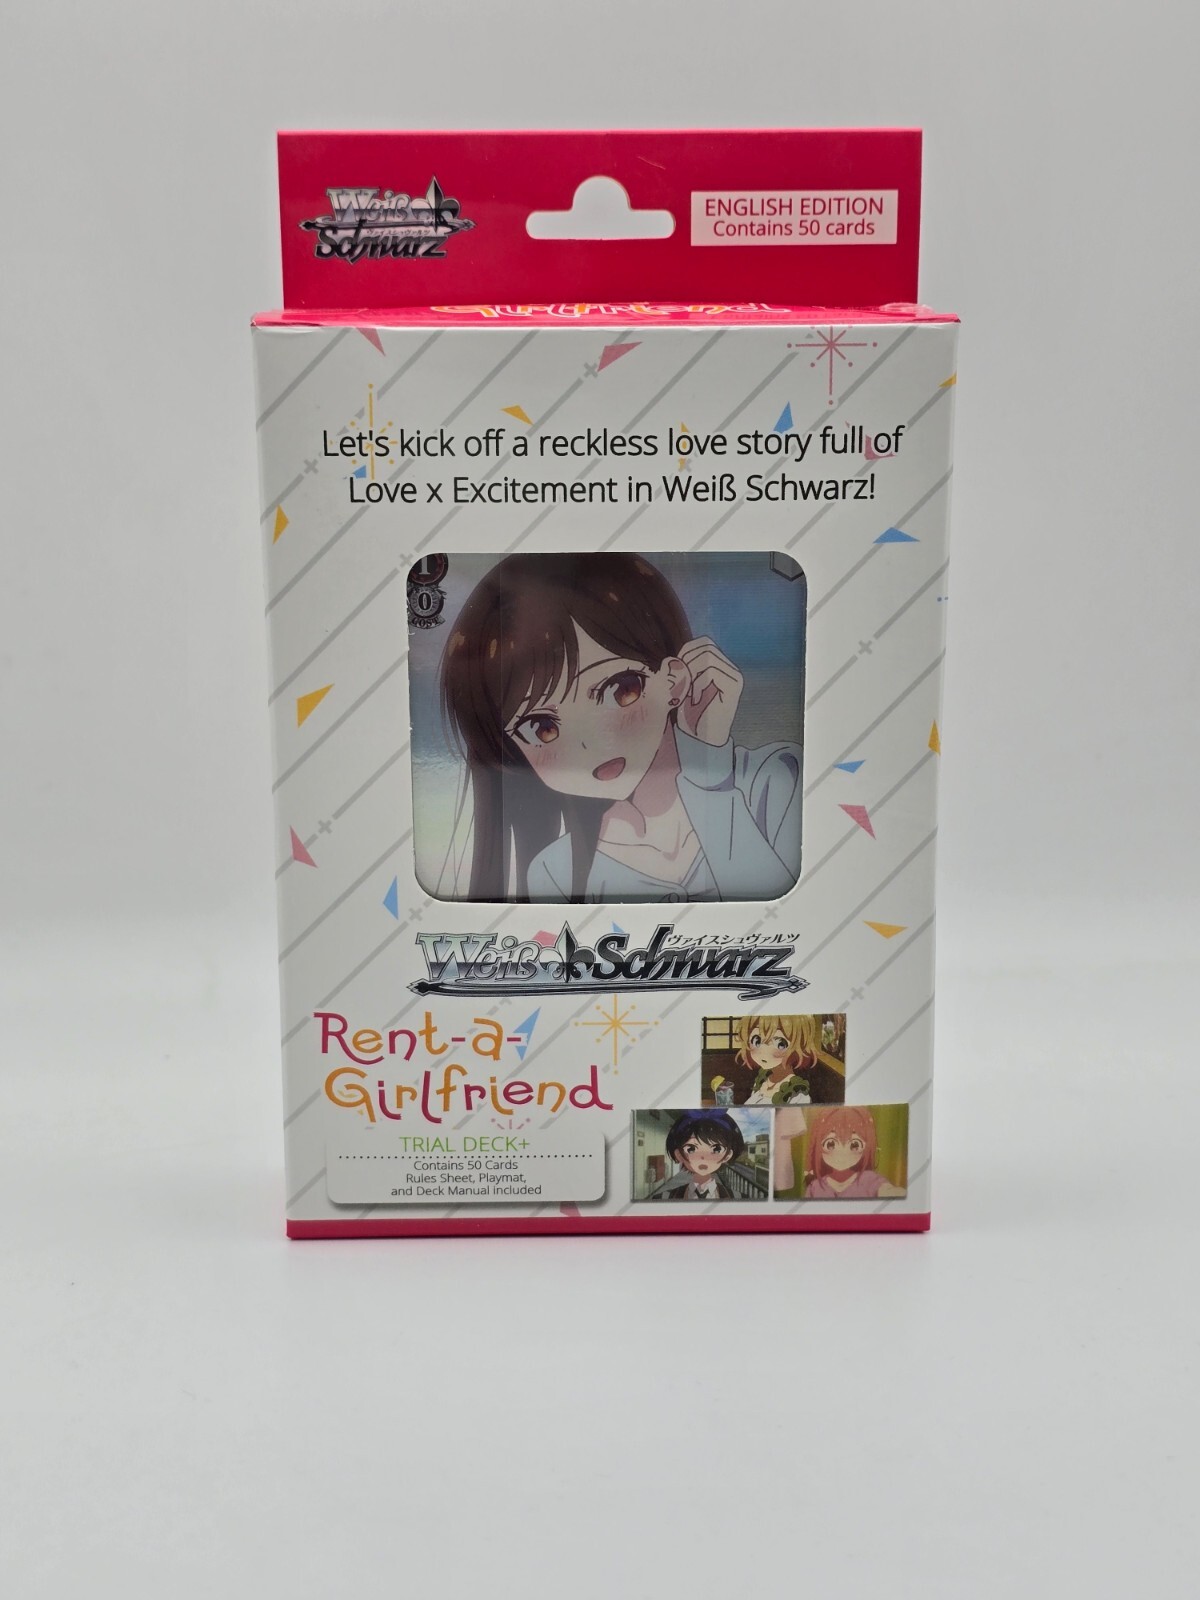 Weiß Schwarz
ヴァイスシュヴァルツ
ENGLISH EDITION
Contains 50 cards
Girlfriend
Let's kick off a reckless love story full of
Love x Excitement in Weiß Schwarz!
1
0
COST
ヴァイスシュヴァルツ
Weiß Schwarz
Rent-a-
Girlfriend
TRIAL DECK+
Contains 50 Cards
Rules Sheet, Playmat,
and Deck Manual included